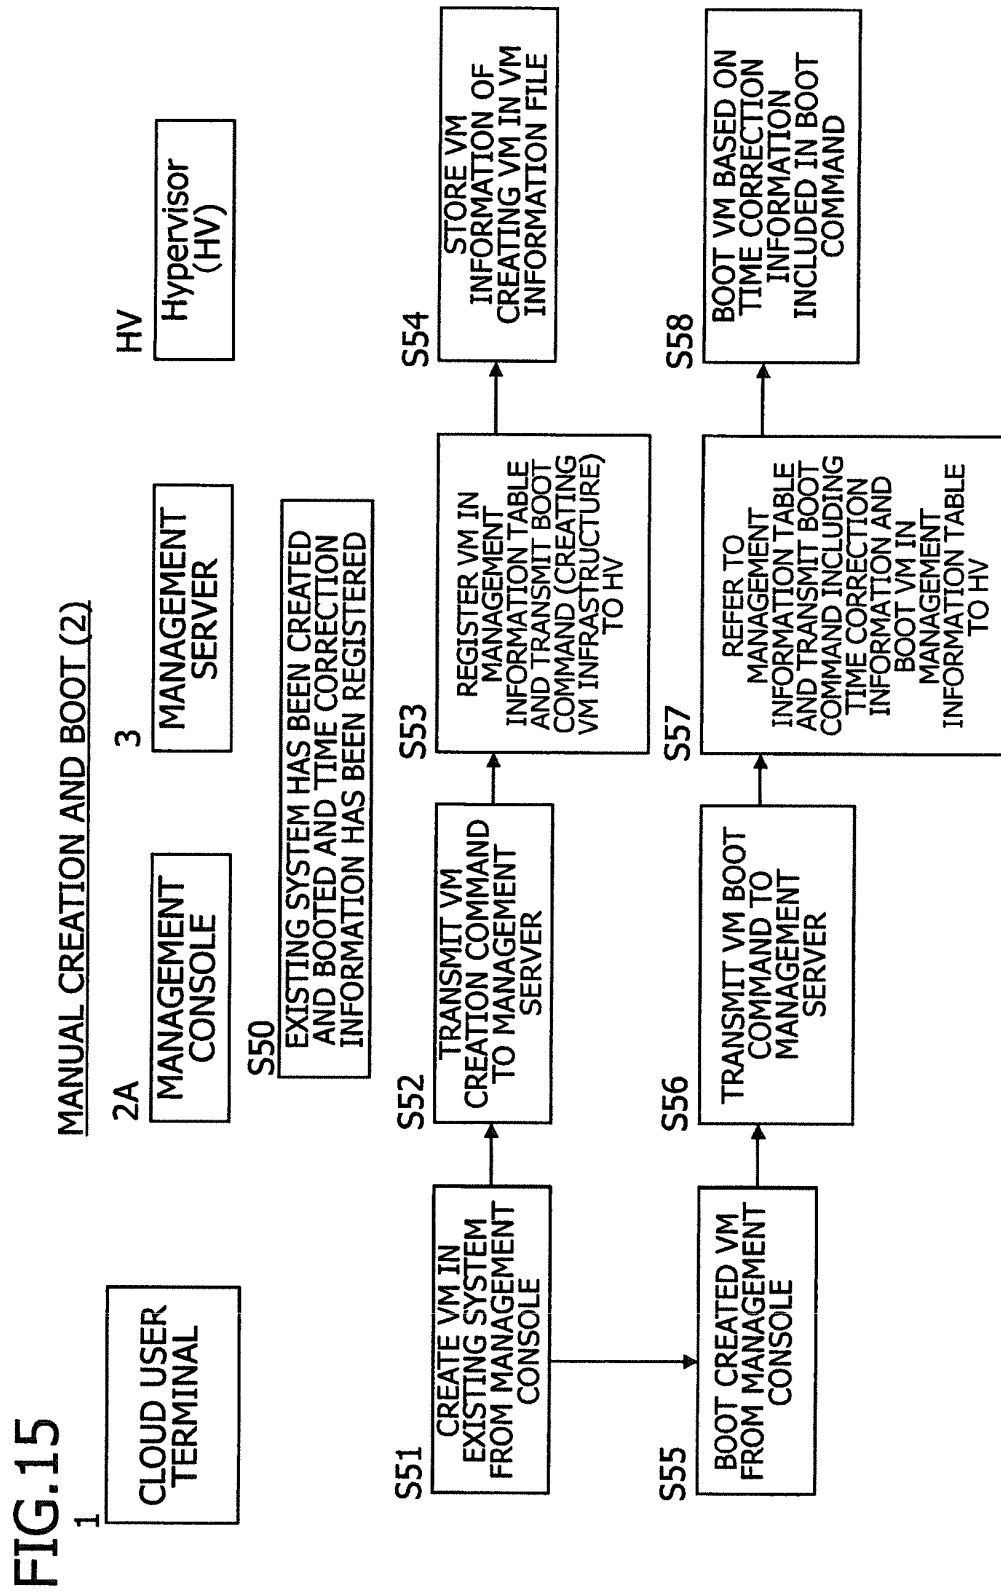 FIG.15
MANUAL CREATION AND BOOT (2)
1
CLOUD USER
TERMINAL
2A
MANAGEMENT
CONSOLE
3
MANAGEMENT
SERVER
HV
Hypervisor
(HV)
S50
EXISTING SYSTEM HAS BEEN CREATED
AND BOOTED AND TIME CORRECTION
INFORMATION HAS BEEN REGISTERED
S51
CREATE VM IN
EXISTING SYSTEM
FROM MANAGEMENT
CONSOLE
S52
TRANSMIT VM
CREATION COMMAND
TO MANAGEMENT
SERVER
S53
REGISTER VM IN
MANAGEMENT
INFORMATION TABLE
AND TRANSMIT BOOT
COMMAND (CREATING
VM INFRASTRUCTURE)
TO HV
S54
STORE VM
INFORMATION OF
CREATING VM IN VM
INFORMATION FILE
S55
BOOT CREATED VM
FROM MANAGEMENT
CONSOLE
S56
TRANSMIT VM BOOT
COMMAND TO
MANAGEMENT
SERVER
S57
REFER TO
MANAGEMENT
INFORMATION TABLE
AND TRANSMIT BOOT
COMMAND INCLUDING
TIME CORRECTION
INFORMATION AND
BOOT VM IN
MANAGEMENT
INFORMATION TABLE
TO HV
S58
BOOT VM BASED ON
TIME CORRECTION
INFORMATION
INCLUDED IN BOOT
COMMAND